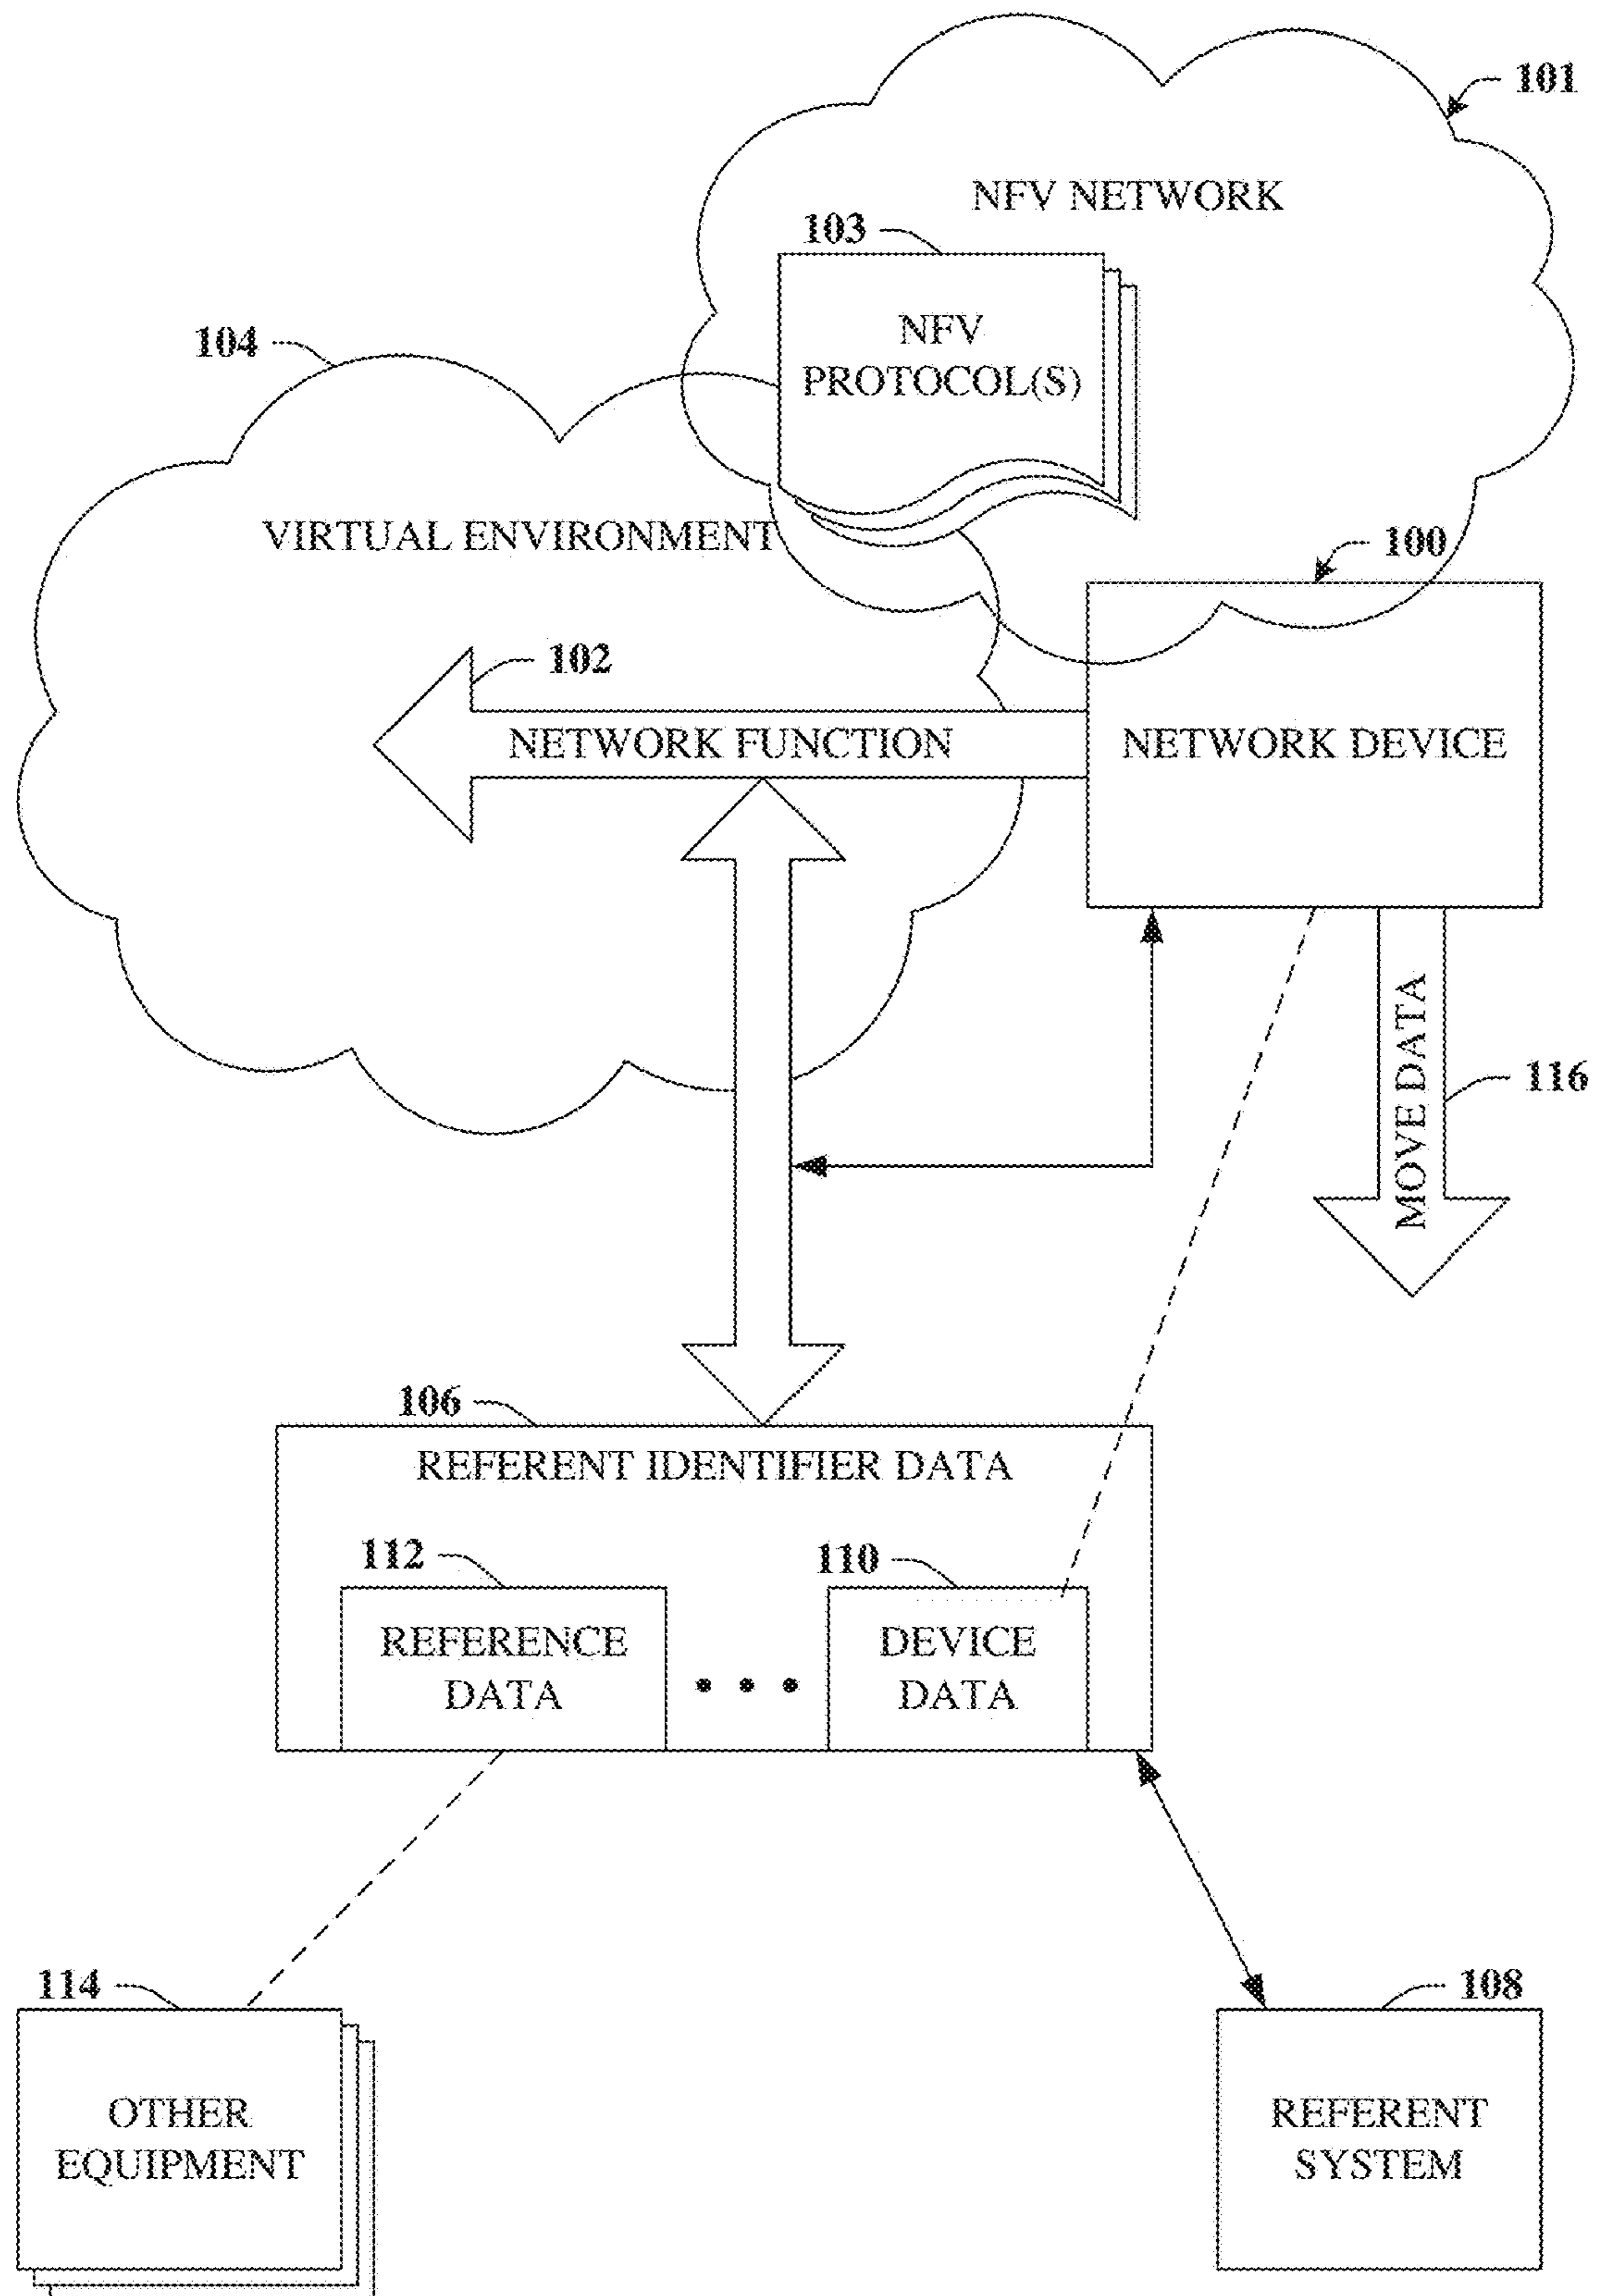 101
NFV NETWORK
103
NFV
PROTOCOL(S)
104
VIRTUAL ENVIRONMENT
100
102
NETWORK FUNCTION
NETWORK DEVICE
MOVE DATA
116
106
REFERENT IDENTIFIER DATA
112
110
REFERENCE
DATA
DEVICE
DATA
114
108
OTHER
EQUIPMENT
REFERENT
SYSTEM